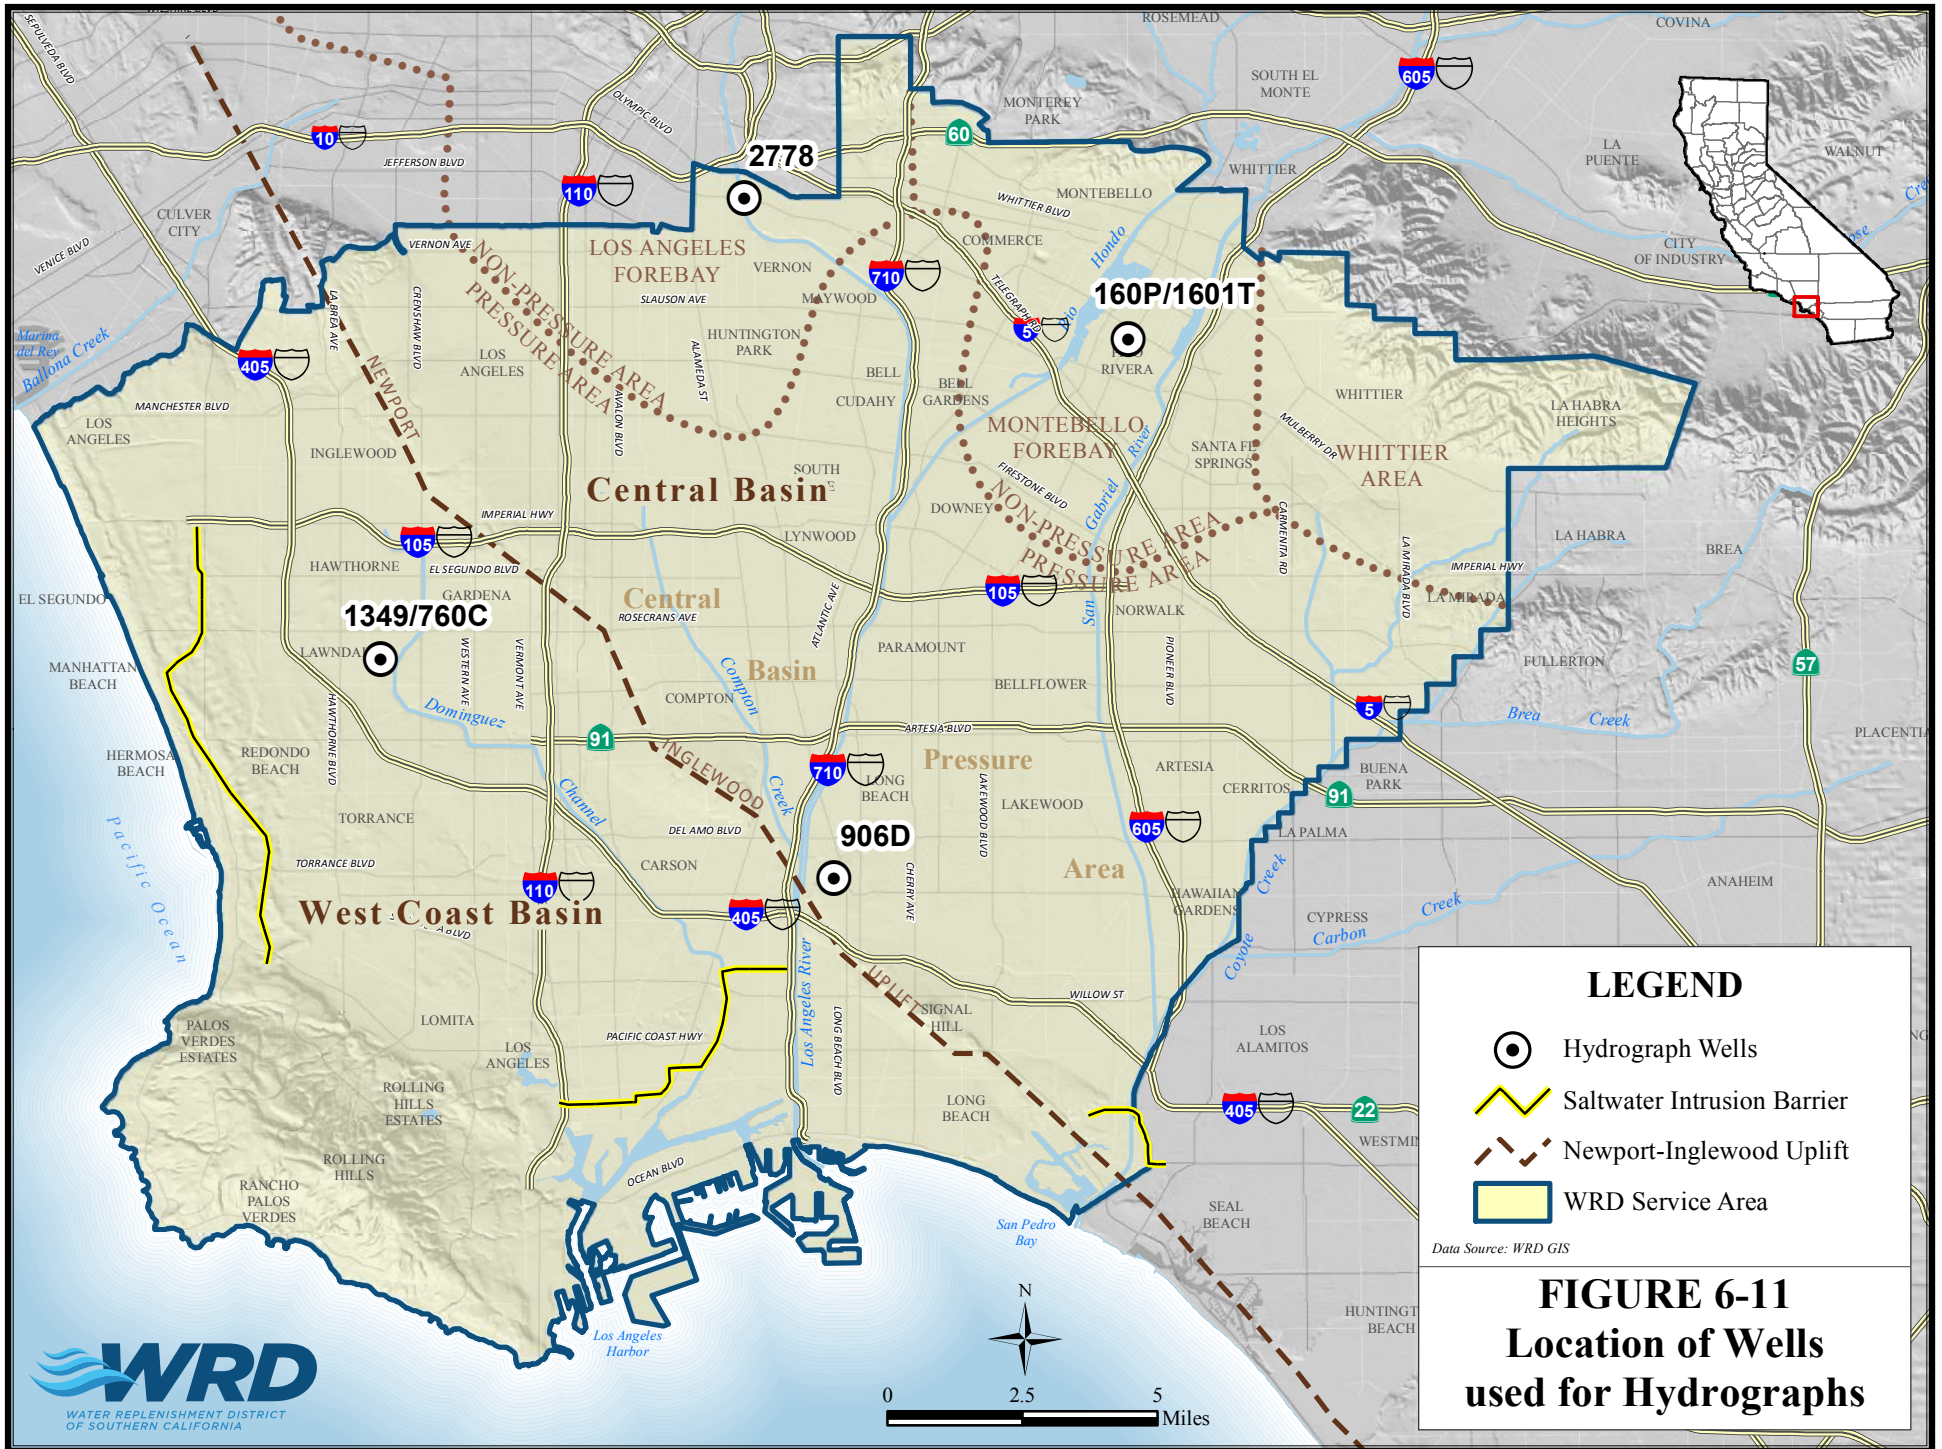 SEPULVEDA BLVD
ROSEMEAD
COVINA
SOUTH EL
MONTE
605
OLYMPIC BLVD
MONTEREY
PARK
10
60
JEFFERSON BLVD
2778
LA
PUENTE
WALNUT
110
WHITTIER
MONTEBELLO
WHITTIER BLVD
CULVER
CITY
VENICE BLVD
VERNON AVE
LOS ANGELES
FOREBAY
COMMERCE
Rio
Hondo
CITY
OF INDUSTRY
NON-PRESSURE AREA
PRESSURE AREA
VERNON
710
MAYWOOD
SLAUSON AVE
TELEGRAPH RD
160P/1601T
LA BREA AVE
CRENSHAW BLVD
Marina
del Rey
Ballona Creek
HUNTINGTON
PARK
ALAMEDA ST
5
RIVERA
405
NEWPORT
LOS
ANGELES
BELL
BELL
GARDENS
CUDAHY
AVALON BLVD
WHITTIER
LA HABRA
HEIGHTS
MANCHESTER BLVD
LOS
ANGELES
MONTEBELLO
FOREBAY
River
MULBERRY DR
WHITTIER
AREA
INGLEWOOD
SANTA FE
SPRINGS
SOUTH
Central Basin
FIRESTONE BLVD
NON-PRESSURE AREA
PRESSURE AREA
San
Gabriel
IMPERIAL HWY
DOWNEY
CARMENITA RD
LYNWOOD
105
LA HABRA
BREA
LA MIRADA BLVD
HAWTHORNE
EL SEGUNDO BLVD
IMPERIAL HWY
EL SEGUNDO
GARDENA
Central
105
LA MIRADA
1349/760C
ROSECRANS AVE
ATLANTIC AVE
NORWALK
PARAMOUNT
WESTERN AVE
VERMONT AVE
PIONEER BLVD
MANHATTAN
BEACH
Basin
FULLERTON
57
COMPTON
Compton
Creek
BELLFLOWER
HAWTHORNE BLVD
Dominguez
Channel
5
Brea
Creek
ARTESIA BLVD
91
PLACENTIA
HERMOSA
BEACH
REDONDO
BEACH
INGLEWOOD
Pressure
ARTESIA
710
LONG
BEACH
LAKEWOOD BLVD
LAKEWOOD
CERRITOS
BUENA
PARK
91
TORRANCE
DEL AMO BLVD
906D
605
LA PALMA
Pacific Ocean
TORRANCE BLVD
CARSON
CHERRY AVE
Area
110
HAWAIIAN
GARDENS
Coyote
Creek
ANAHEIM
West Coast Basin
405
CYPRESS
Carbon
Creek
Los Angeles River
UPLIFT
WILLOW ST
LONG BEACH BLVD
SIGNAL
HILL
PALOS
VERDES
ESTATES
LOMITA
LOS
ANGELES
PACIFIC COAST HWY
LOS
ALAMITOS
ROLLING
HILLS
ESTATES
LONG
BEACH
405
22
ROLLING
HILLS
OCEAN BLVD
RANCHO
PALOS
VERDES
SEAL
BEACH
San Pedro
Bay
HUNTINGT
BEACH
Los Angeles
Harbor
N
0
2.5
5
Miles
LEGEND
Hydrograph Wells
Saltwater Intrusion Barrier
Newport-Inglewood Uplift
WRD Service Area
Data Source: WRD GIS
FIGURE 6-11
Location of Wells
used for Hydrographs
WRD
WATER REPLENISHMENT DISTRICT
OF SOUTHERN CALIFORNIA